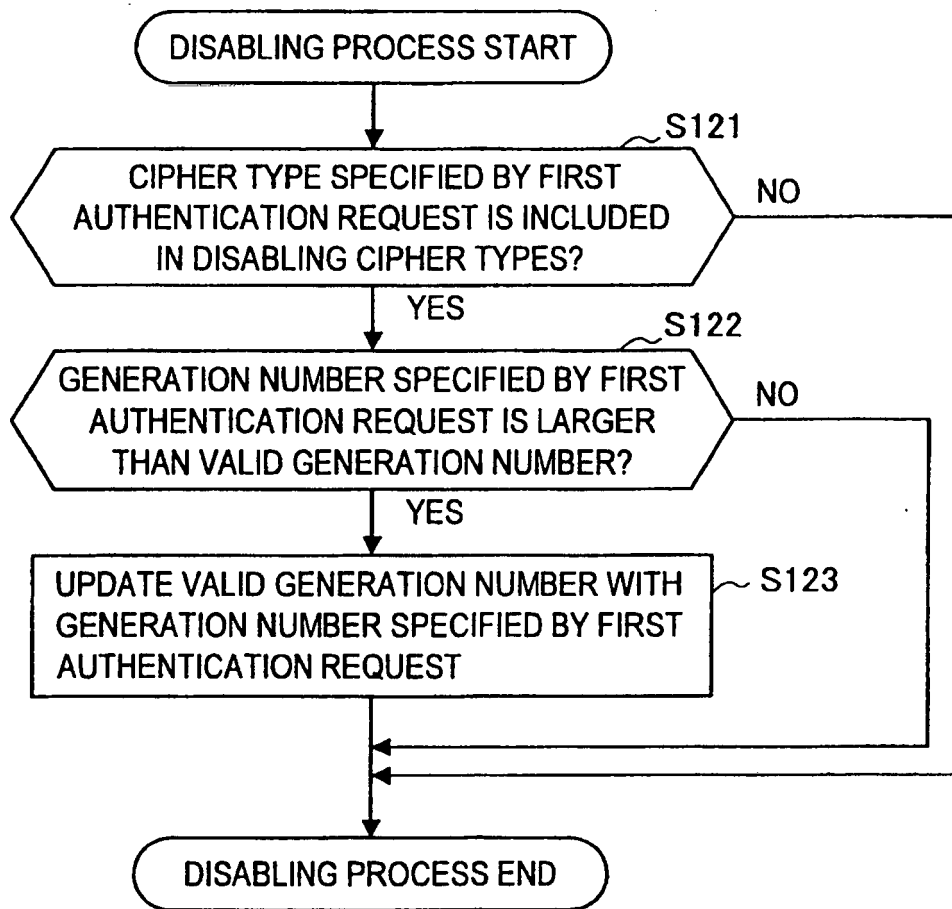 DISABLING PROCESS START
S121
CIPHER TYPE SPECIFIED BY FIRST
AUTHENTICATION REQUEST IS INCLUDED
IN DISABLING CIPHER TYPES?
NO
YES
S122
GENERATION NUMBER SPECIFIED BY FIRST
AUTHENTICATION REQUEST IS LARGER
THAN VALID GENERATION NUMBER?
NO
YES
S123
UPDATE VALID GENERATION NUMBER WITH
GENERATION NUMBER SPECIFIED BY FIRST
AUTHENTICATION REQUEST
DISABLING PROCESS END